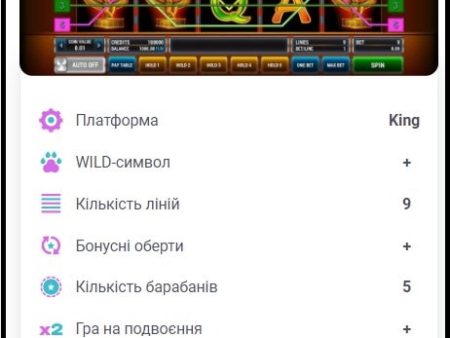 3 Q A 3
COIN VALUE CREDITS 100000 LINES 9 BET 9
0.01 BALANCE 1000.00 BET/LINE 1 0.09
AUTO OFF PAY TABLE HOLD 1 HOLD 2 HOLD 3 HOLD 4 HOLD 5 ONE BET MAX BET SPIN
Платформа King
WILD-символ +
Кількість ліній 9
Бонусні оберти +
Кількість барабанів 5
x2 Гра на подвоєння +